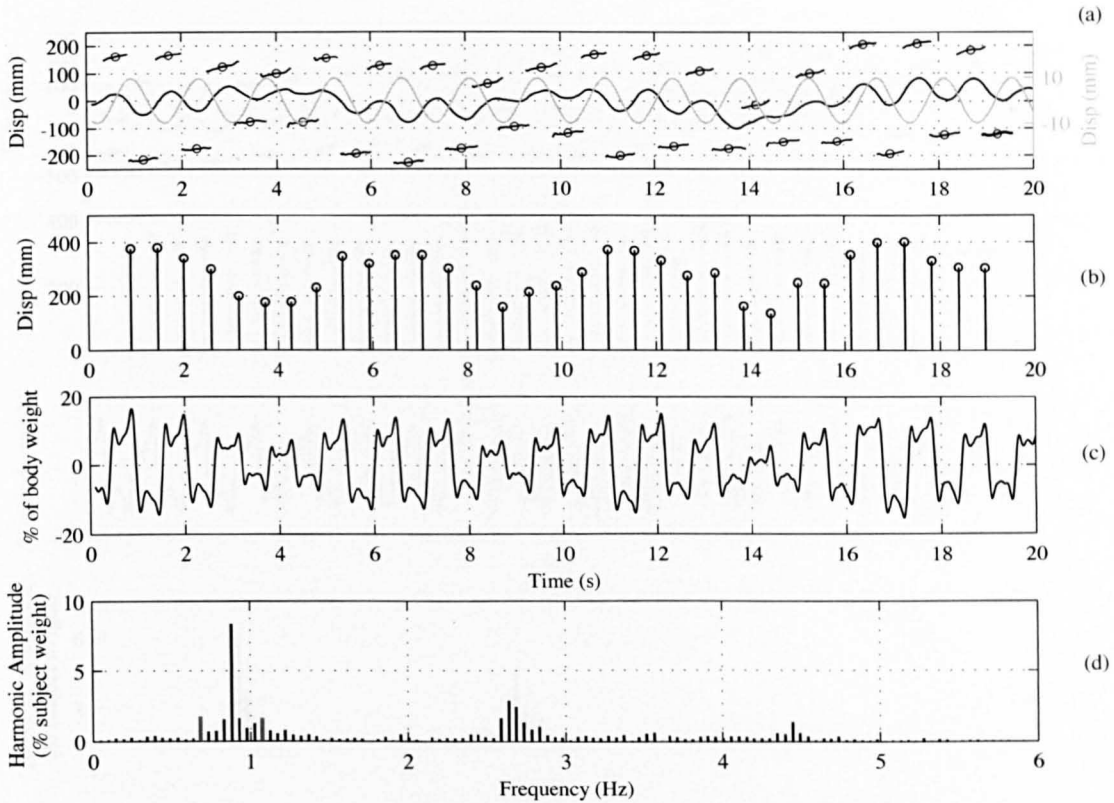 (a)
Disp (mm)
200
100
0
-100
-200
10
-10
Disp (mm)
0 2 4 6 8 10 12 14 16 18 20
(b)
Disp (mm)
400
200
0
0 2 4 6 8 10 12 14 16 18 20
(c)
% of body weight
20
0
-20
0 2 4 6 8 10 12 14 16 18 20
Time (s)
(d)
Harmonic Amplitude
(% subject weight)
10
5
0
0 1 2 3 4 5 6
Frequency (Hz)